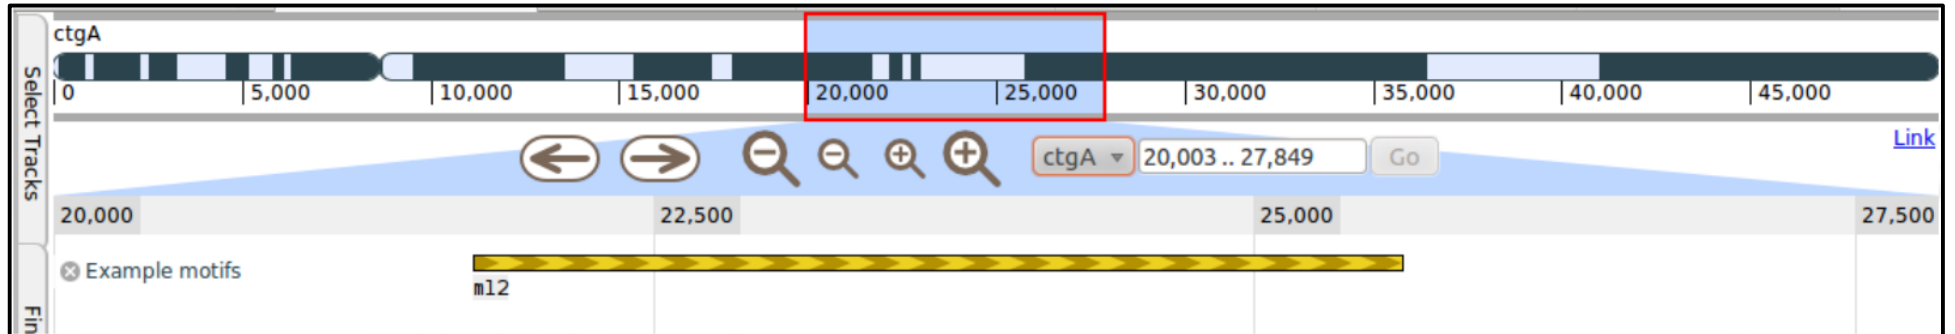 Select Tracks
ctgA
0 5,000 10,000 15,000 20,000 25,000 30,000 35,000 40,000 45,000
ctgA 20,003 .. 27,849 Go
Link
20,000 22,500 25,000 27,500
Example motifs
m12
Fin